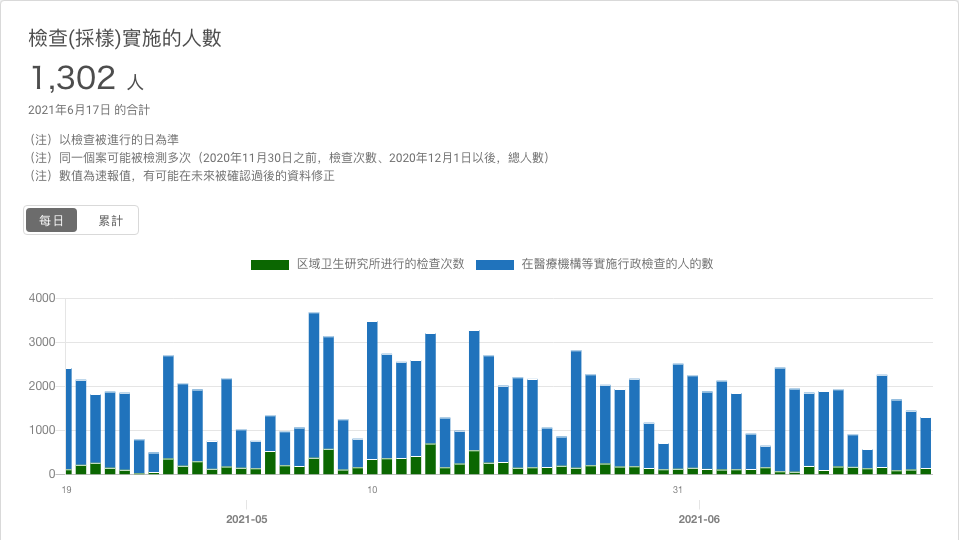 檢查(採樣)實施的人數
1,302 人
2021年6月17日 的合計
（注）以檢查被進行的日為準
（注）同一個案可能被檢測多次（2020年11月30日之前，檢查次數、2020年12月1日以後，總人數）
（注）數值為速報值，有可能在未來被確認過後的資料修正
每日 累計
区域卫生研究所进行的检查次数 在醫療機構等實施行政檢查的人的數
4000
3000
2000
1000
0
19 10 31
2021-05 2021-06